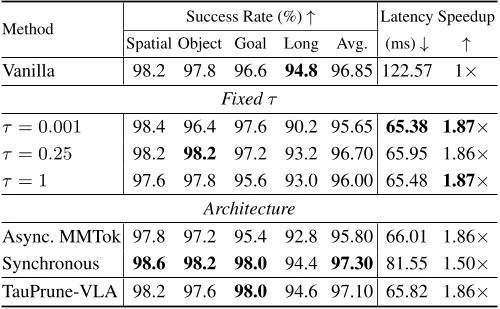 Method Success Rate (%) ↑ Latency Speedup
Spatial Object Goal Long Avg. (ms) ↓ ↑
Vanilla 98.2 97.8 96.6 94.8 96.85 122.57 1×
Fixed τ
τ = 0.001 98.4 96.4 97.6 90.2 95.65 65.38 1.87×
τ = 0.25 98.2 98.2 97.2 93.2 96.70 65.95 1.86×
τ = 1 97.6 97.8 95.6 93.0 96.00 65.48 1.87×
Architecture
Async. MMTok 97.8 97.2 95.4 92.8 95.80 66.01 1.86×
Synchronous 98.6 98.2 98.0 94.4 97.30 81.55 1.50×
TauPrune-VLA 98.2 97.6 98.0 94.6 97.10 65.82 1.86×